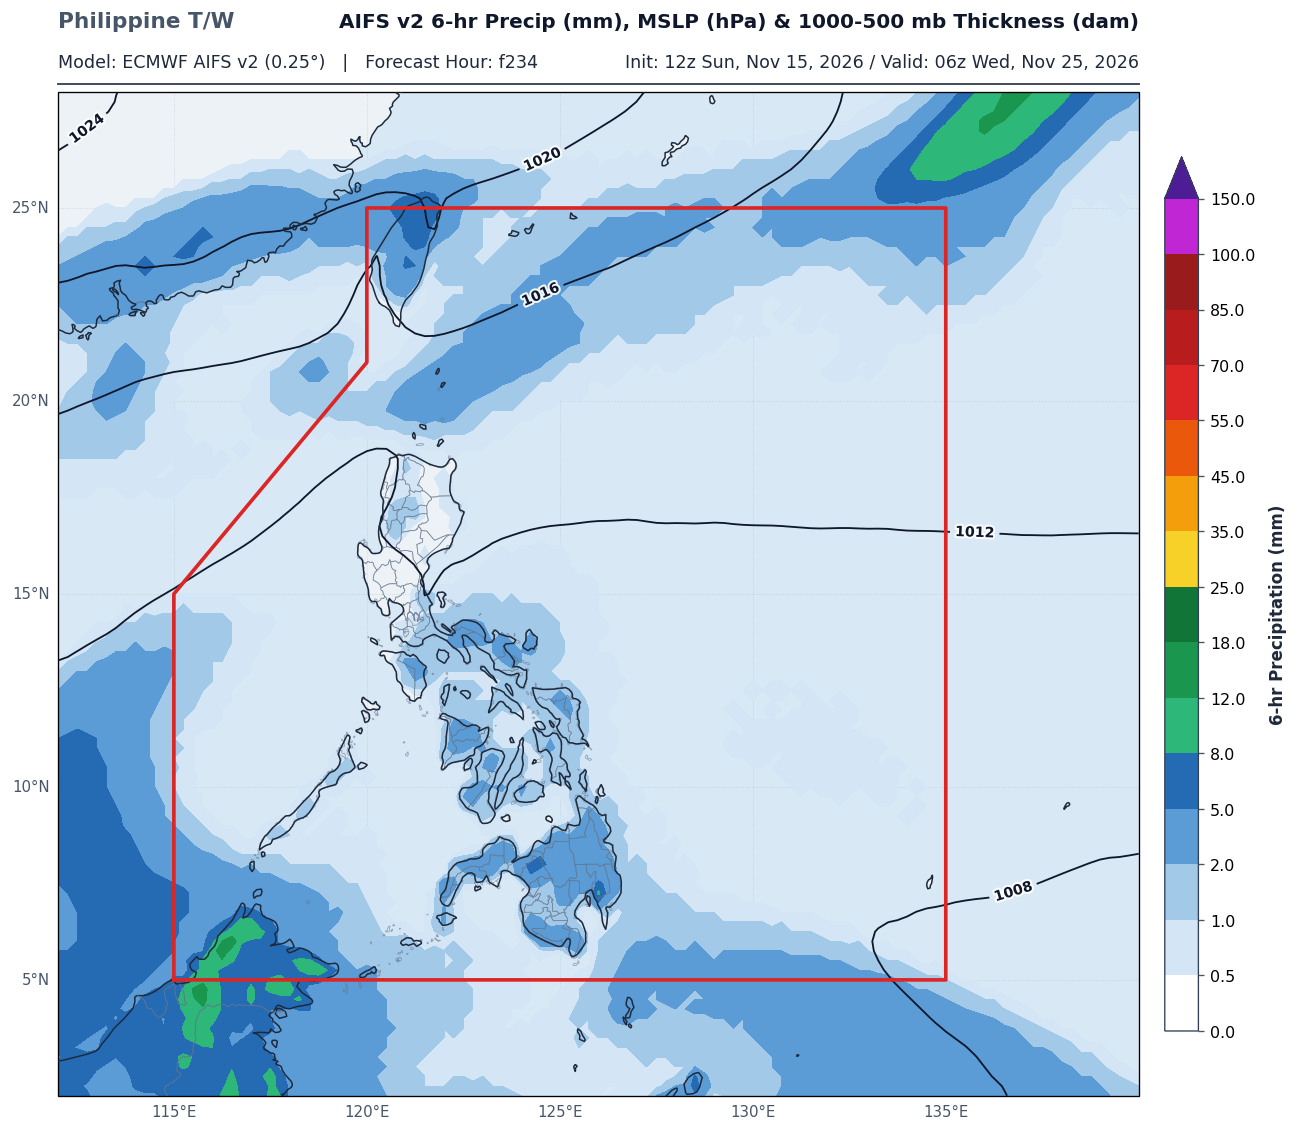 Philippine T/W
AIFS v2 6-hr Precip (mm), MSLP (hPa) & 1000-500 mb Thickness (dam)
Model: ECMWF AIFS v2 (0.25°) | Forecast Hour: f234
Init: 12z Sun, Nov 15, 2026 / Valid: 06z Wed, Nov 25, 2026
1024
1020
1016
1012
1008
25°N
20°N
15°N
10°N
5°N
115°E
120°E
125°E
130°E
135°E
150.0
100.0
85.0
70.0
55.0
45.0
35.0
25.0
18.0
12.0
8.0
5.0
2.0
1.0
0.5
0.0
6-hr Precipitation (mm)